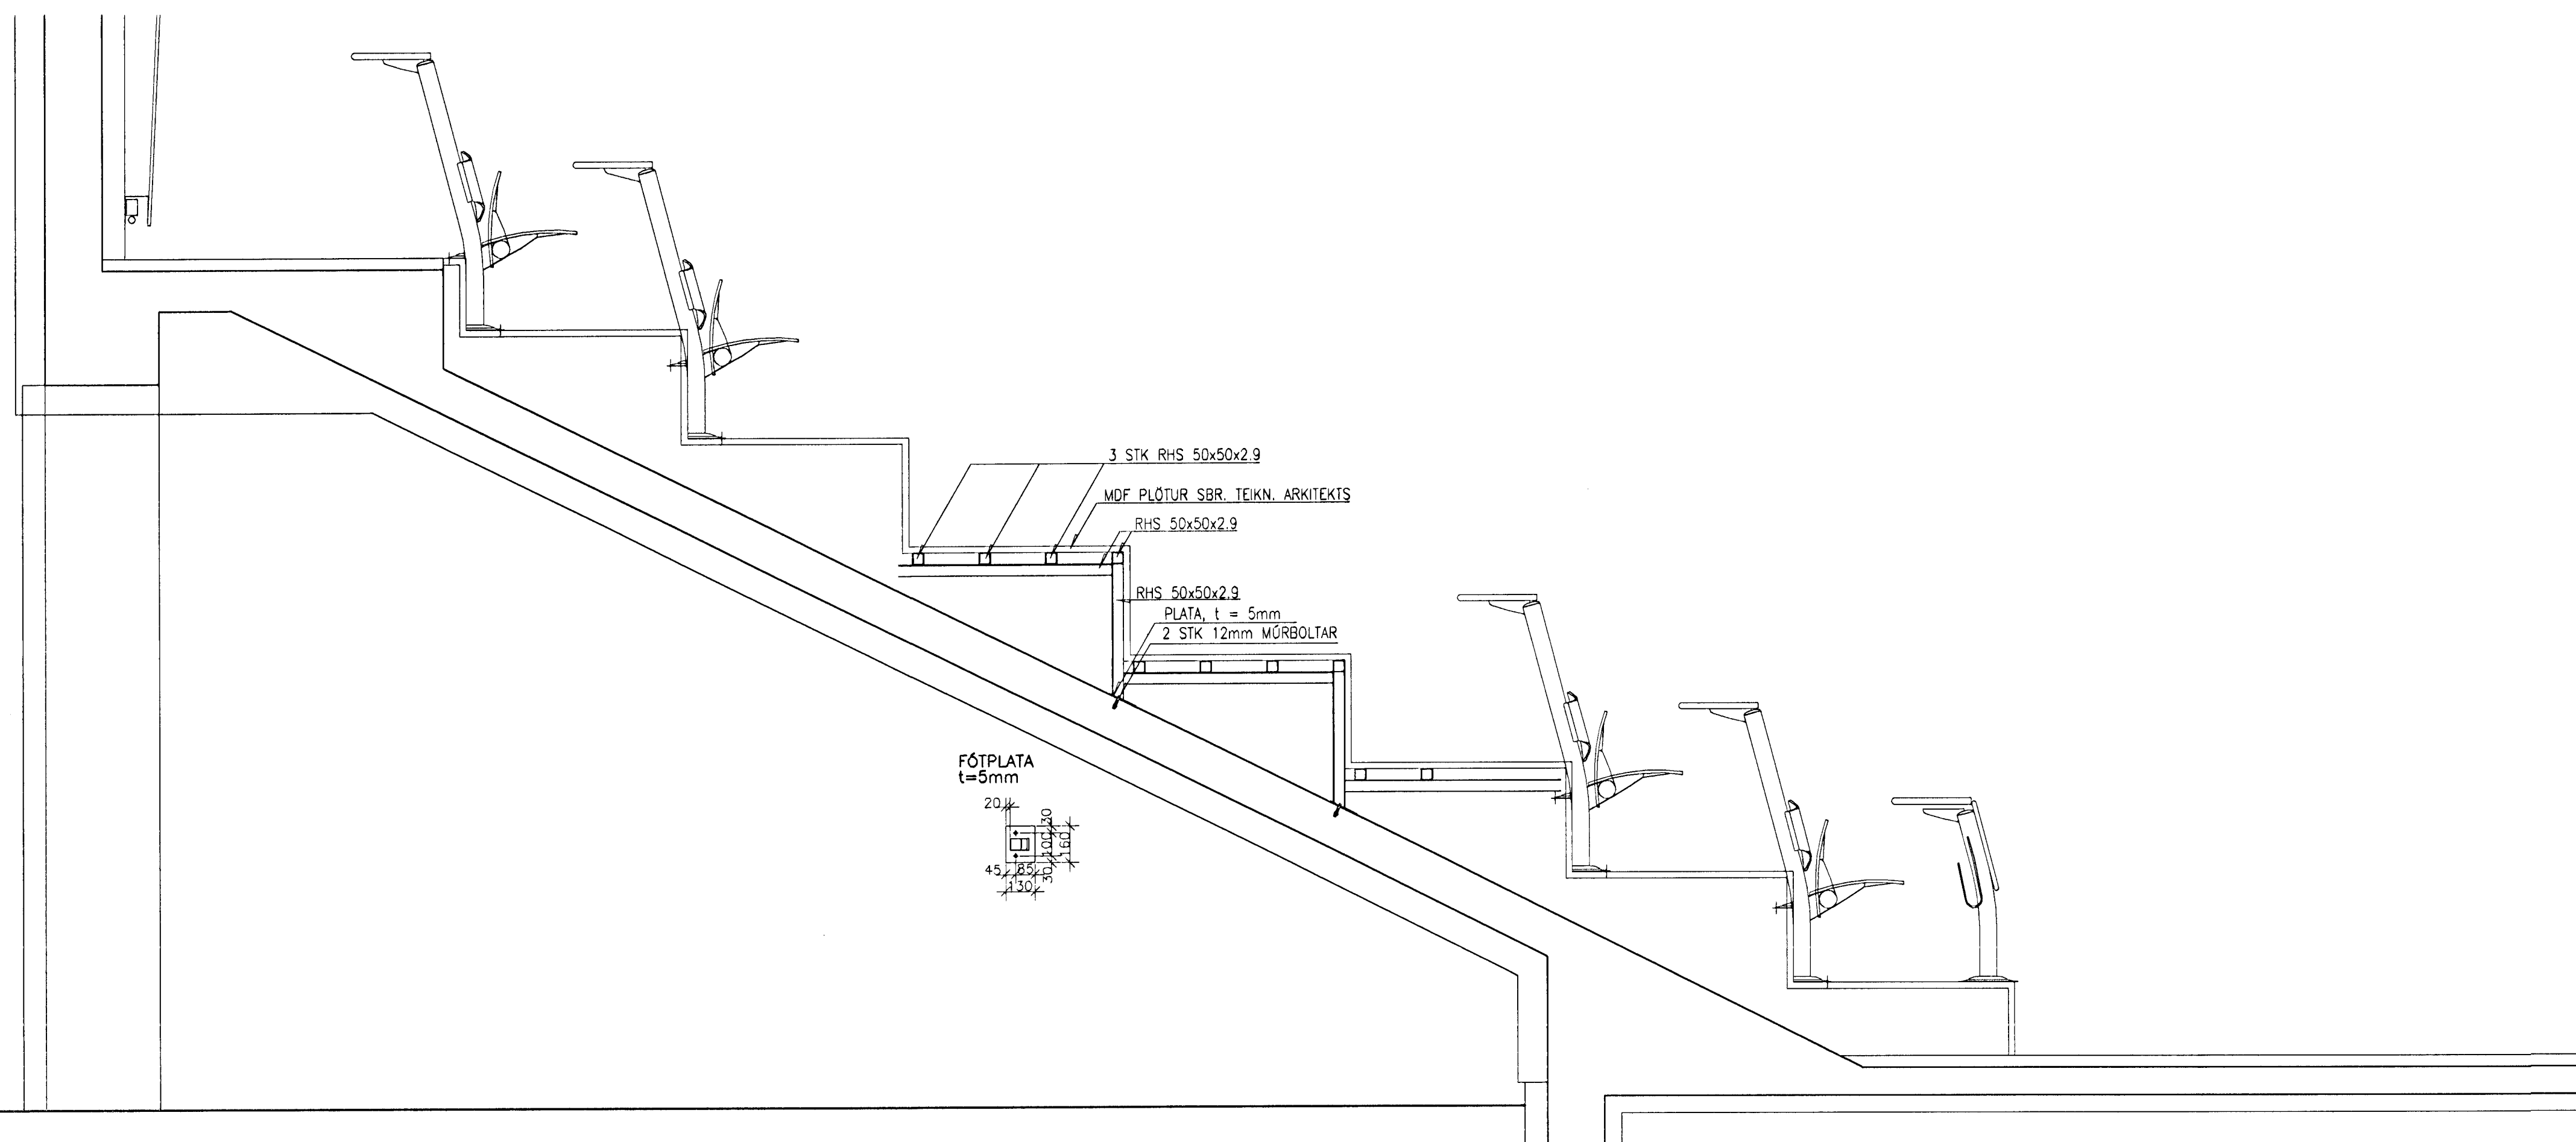 3 STK RHS 50x50x2.9
MDF PLÖTUR SBR. TEIKN. ARKITEKTS
RHS 50x50x2.9
RHS 50x50x2.9
PLATA, t = 5mm
2 STK 12mm MÚRBOLTAR
FÓTPLATA
t=5mm
20
30
100
160
30
45
85
130